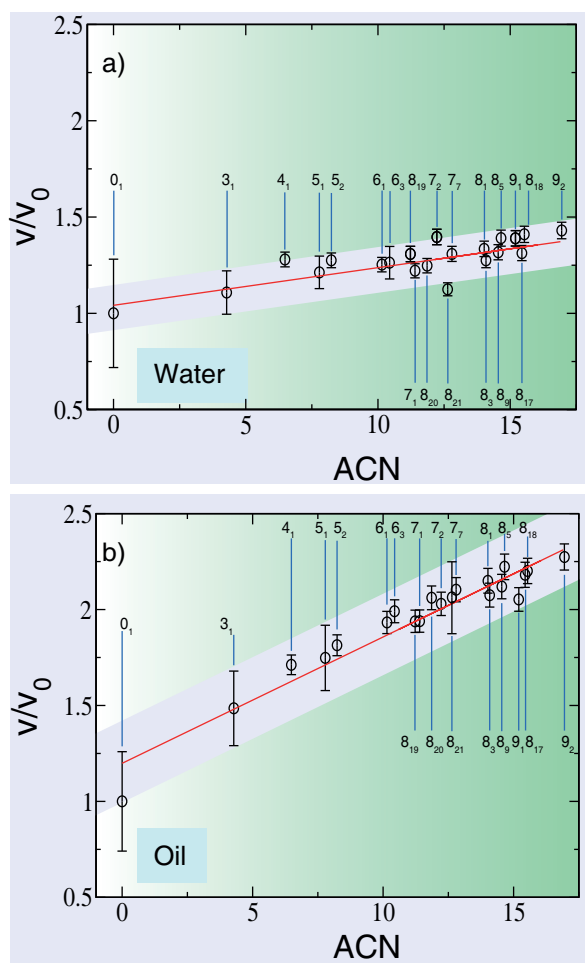 2.5
a)
2
v/v₀
0₁ 3₁ 4₁ 5₁ 5₂ 6₁ 6₃ 8₁₉ 7₂ 7₇ 8₁ 8₅ 9₁ 8₁₈ 9₂
1.5
1
Water
7₁ 8₂₀ 8₂₁ 8₃ 8₉ 8₁₇
0.5
0 5 10 15
ACN
2.5
b)
4₁ 5₁ 5₂ 6₁ 6₃ 7₁ 7₂ 7₇ 8₁ 8₅ 8₁₈
2
v/v₀
0₁ 3₁
1.5
8₁₉ 8₂₀ 8₂₁ 8₃ 8₉ 9₁ 8₁₇ 9₂
1
Oil
0.5
0 5 10 15
ACN